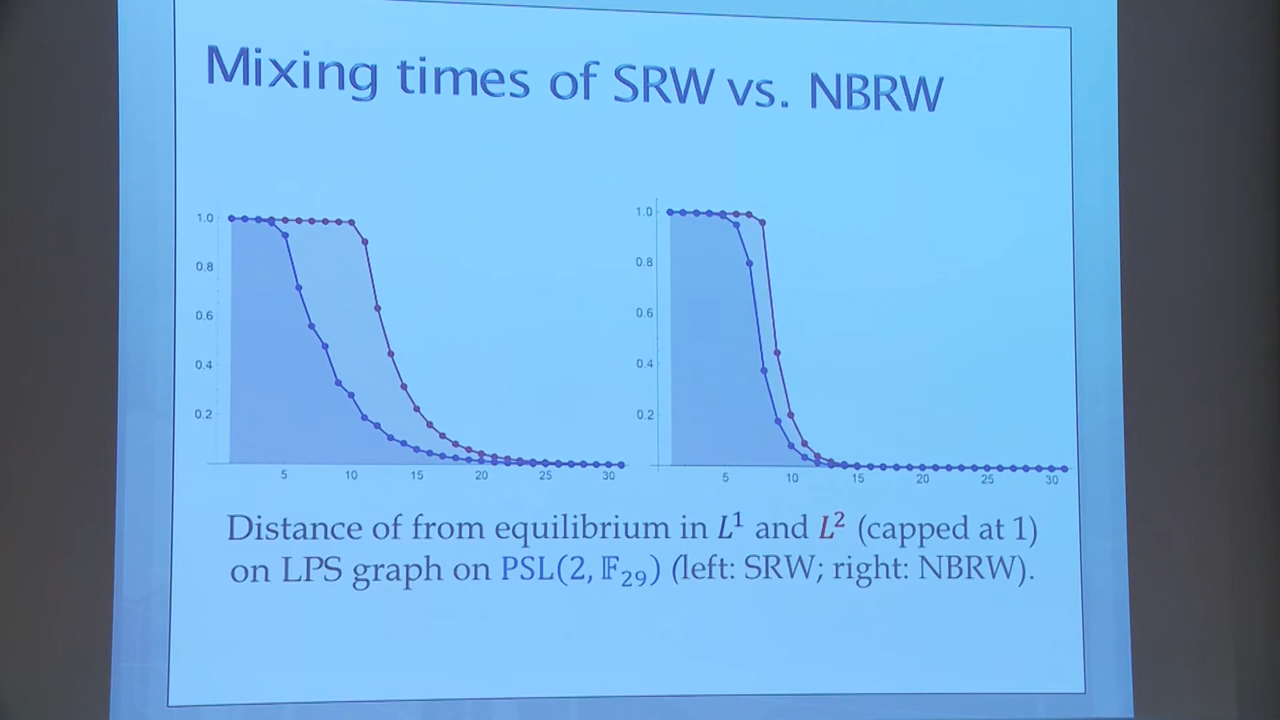 Mixing times of SRW vs. NBRW
1.0
0.8
0.6
0.4
0.2
5 10 15 20 25 30
1.0
0.8
0.6
0.4
0.2
5 10 15 20 25 30
Distance of from equilibrium in L¹ and L² (capped at 1)
on LPS graph on PSL(2, 𝔽₂₉) (left: SRW; right: NBRW).